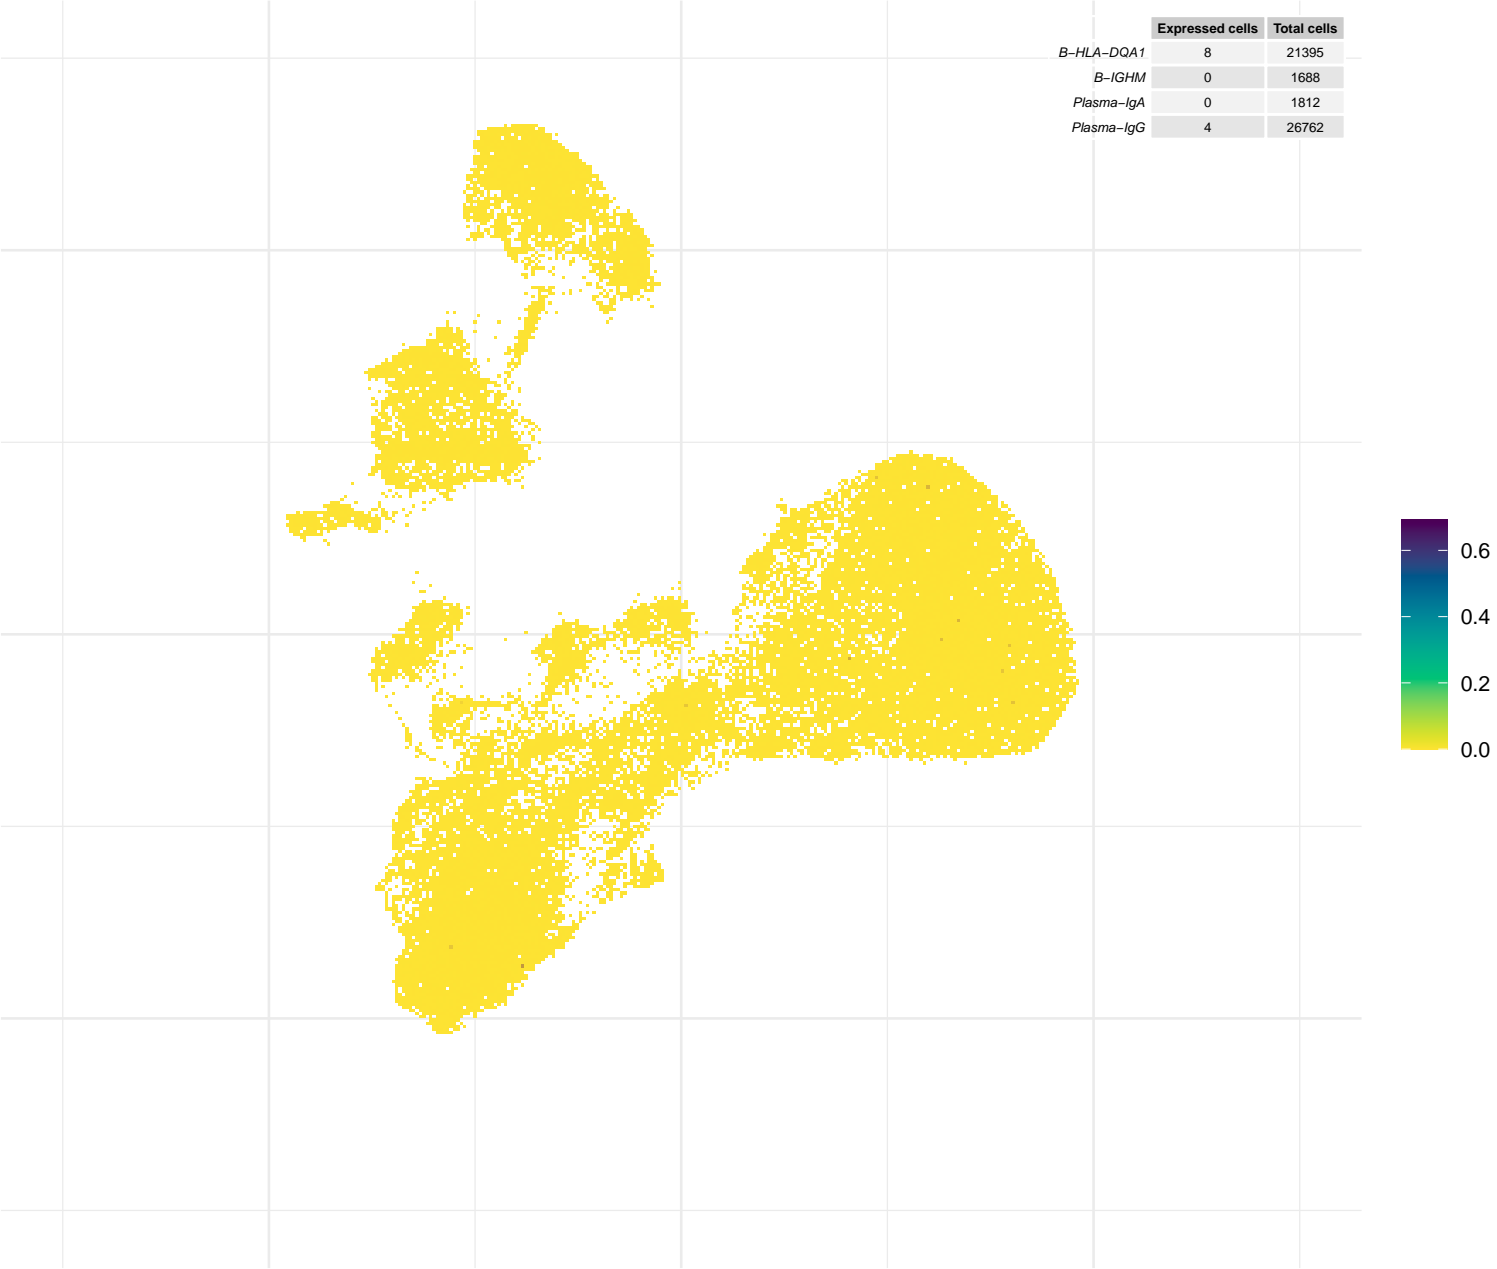 Expressed cells Total cells
B−HLA−DQA1 8 21395
B−IGHM 0 1688
Plasma−IgA 0 1812
Plasma−IgG 4 26762
0.6
0.4
0.2
0.0